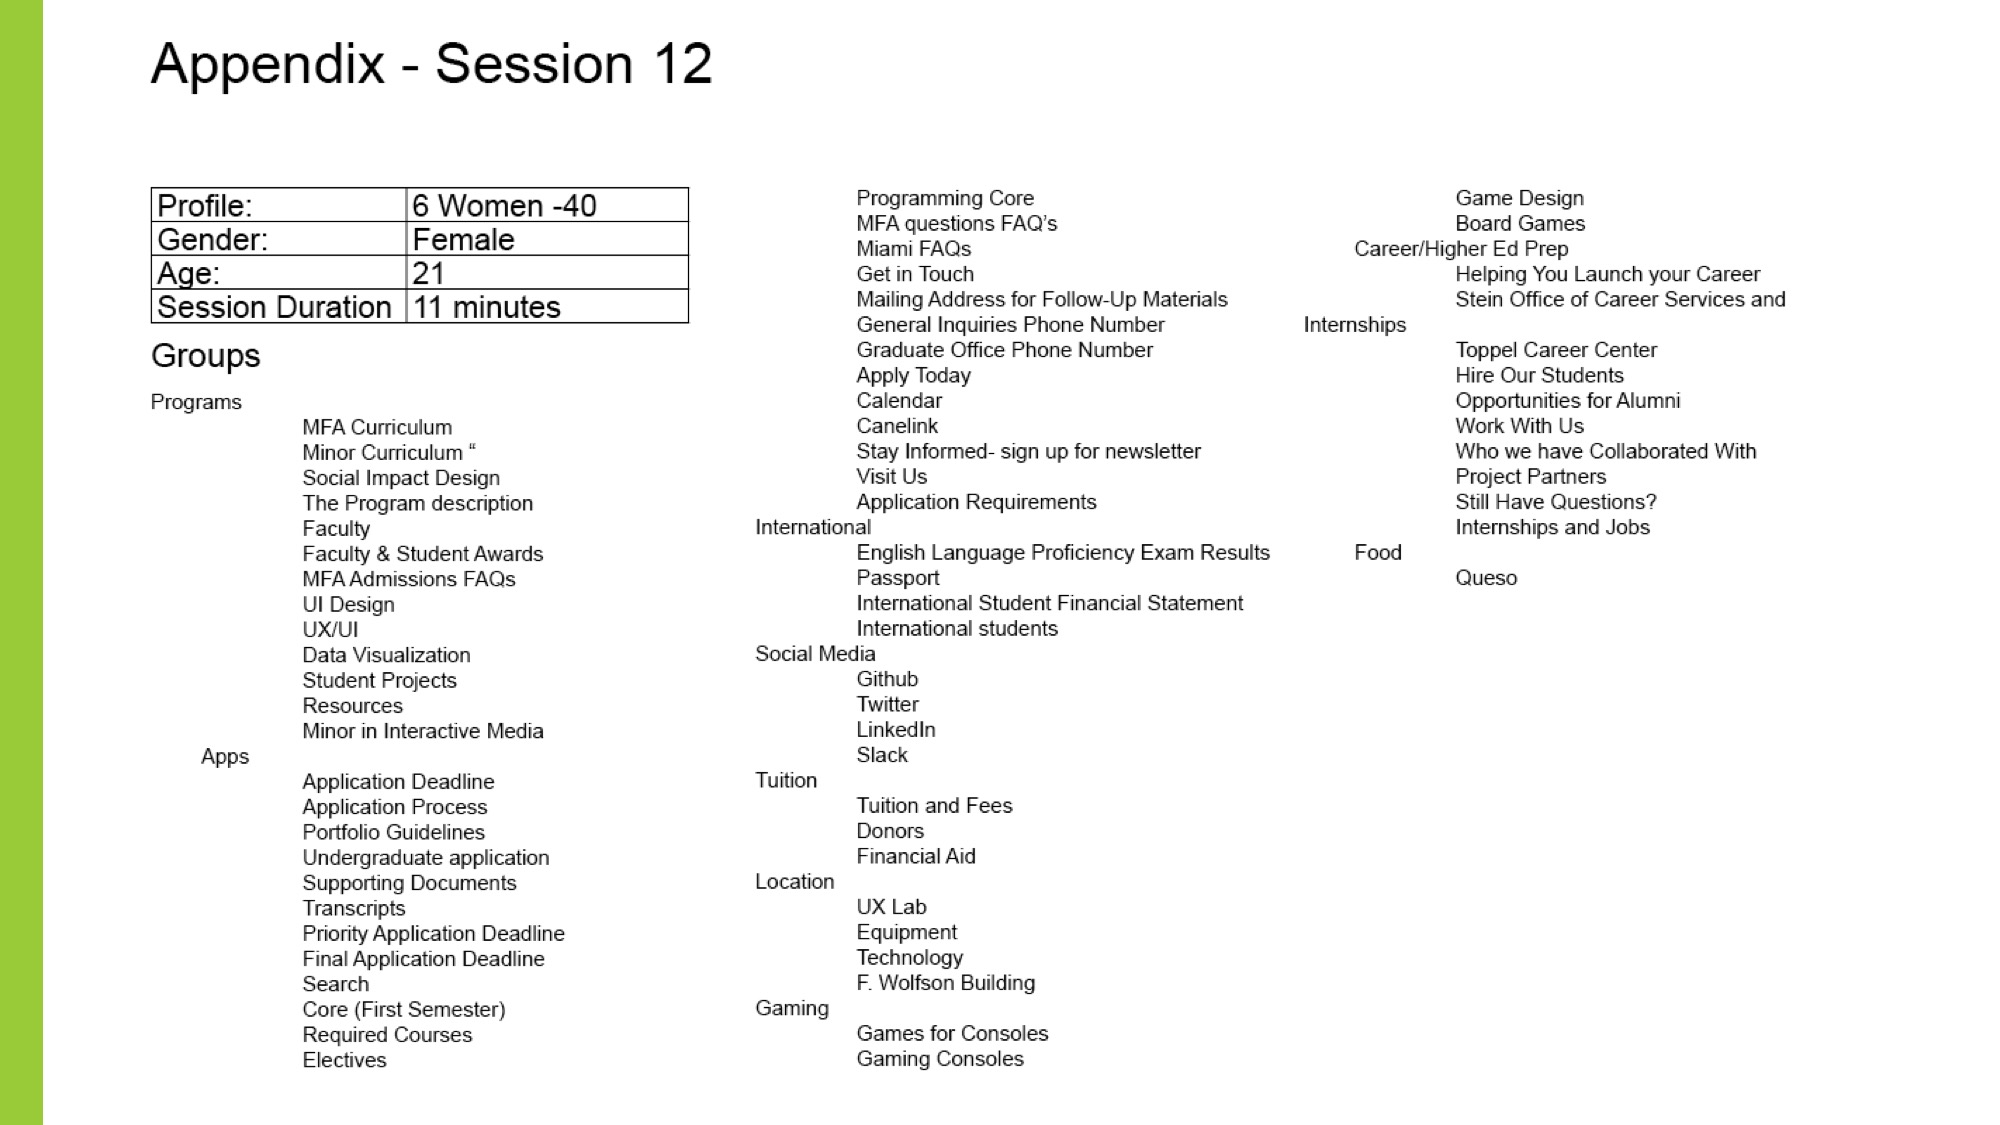 Appendix - Session 12
Profile: 6 Women -40
Gender: Female
Age: 21
Session Duration 11 minutes
Groups
Programs
MFA Curriculum
Minor Curriculum “
Social Impact Design
The Program description
Faculty
Faculty & Student Awards
MFA Admissions FAQs
UI Design
UX/UI
Data Visualization
Student Projects
Resources
Minor in Interactive Media
Apps
Application Deadline
Application Process
Portfolio Guidelines
Undergraduate application
Supporting Documents
Transcripts
Priority Application Deadline
Final Application Deadline
Search
Core (First Semester)
Required Courses
Electives
Programming Core
MFA questions FAQ’s
Miami FAQs
Get in Touch
Mailing Address for Follow-Up Materials
General Inquiries Phone Number
Graduate Office Phone Number
Apply Today
Calendar
Canelink
Stay Informed- sign up for newsletter
Visit Us
Application Requirements
International
English Language Proficiency Exam Results
Passport
International Student Financial Statement
International students
Social Media
Github
Twitter
LinkedIn
Slack
Tuition
Tuition and Fees
Donors
Financial Aid
Location
UX Lab
Equipment
Technology
F. Wolfson Building
Gaming
Games for Consoles
Gaming Consoles
Game Design
Board Games
Career/Higher Ed Prep
Helping You Launch your Career
Stein Office of Career Services and
Internships
Toppel Career Center
Hire Our Students
Opportunities for Alumni
Work With Us
Who we have Collaborated With
Project Partners
Still Have Questions?
Internships and Jobs
Food
Queso